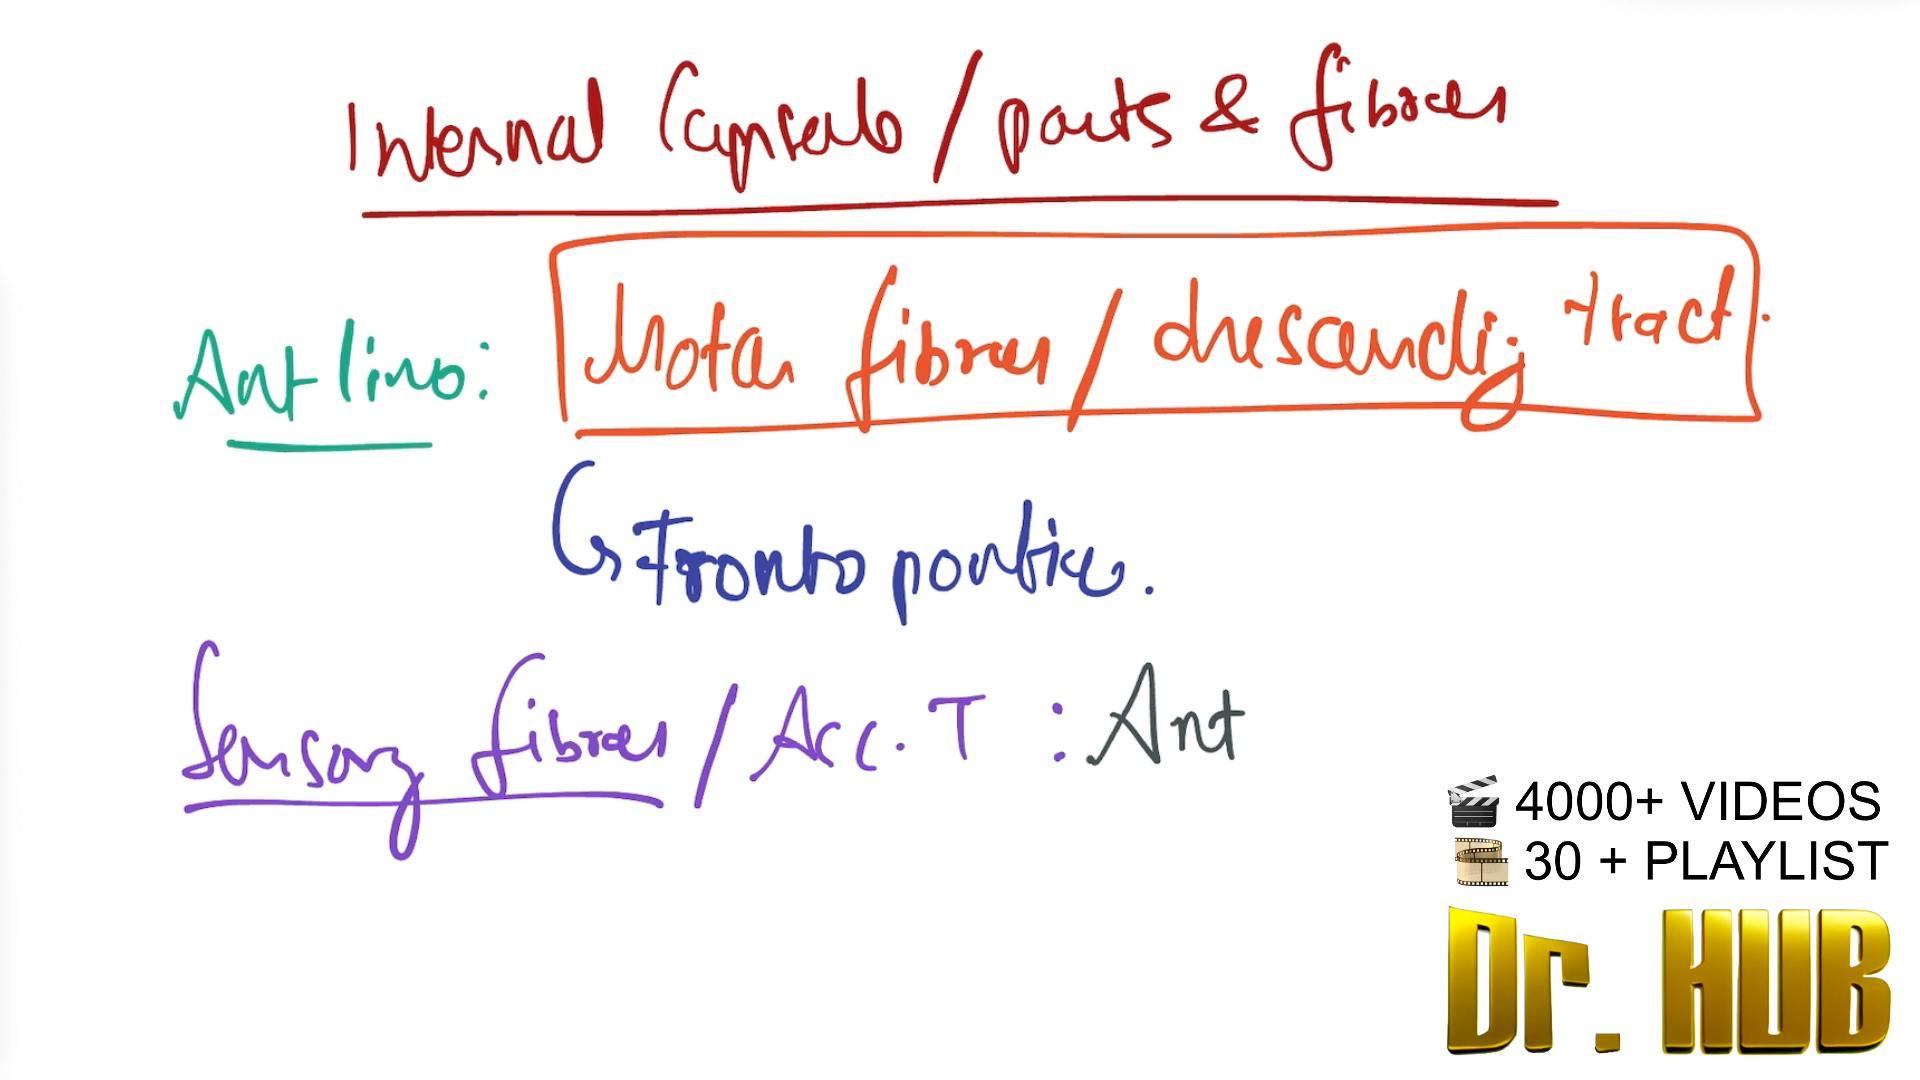 Internal Capsule / parts & fibres
Ant limb: Motor fibres / descending tract.
Fronto pontine.
Sensory fibres / Acc. T : Ant
🎬 4000+ VIDEOS
🎞 30 + PLAYLIST
Dr. HUB